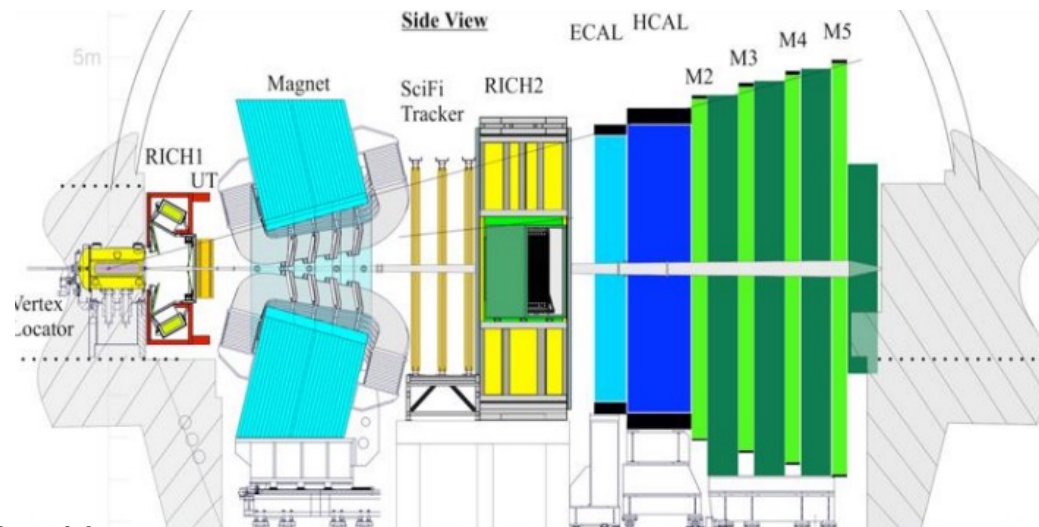 Side View
ECAL
HCAL
5m
M2
M3
M4
M5
Magnet
SciFi
Tracker
RICH2
RICH1
UT
Vertex
Locator